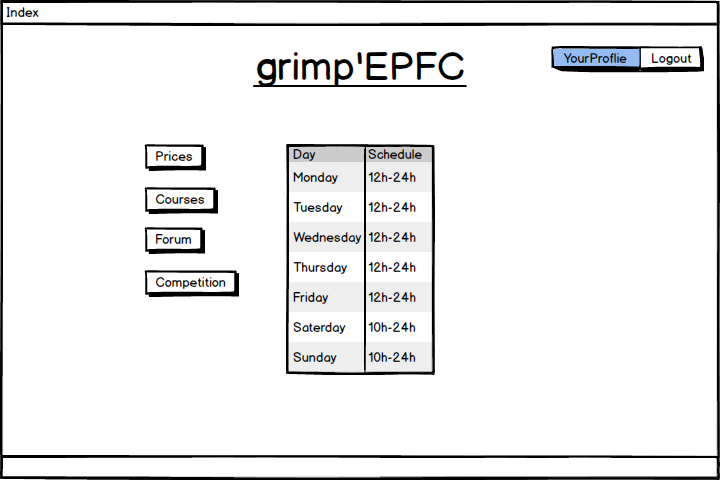 Index
grimp'EPFC
YourProflie Logout
Prices
Courses
Forum
Competition
Day Schedule
Monday 12h-24h
Tuesday 12h-24h
Wednesday 12h-24h
Thursday 12h-24h
Friday 12h-24h
Saterday 10h-24h
Sunday 10h-24h